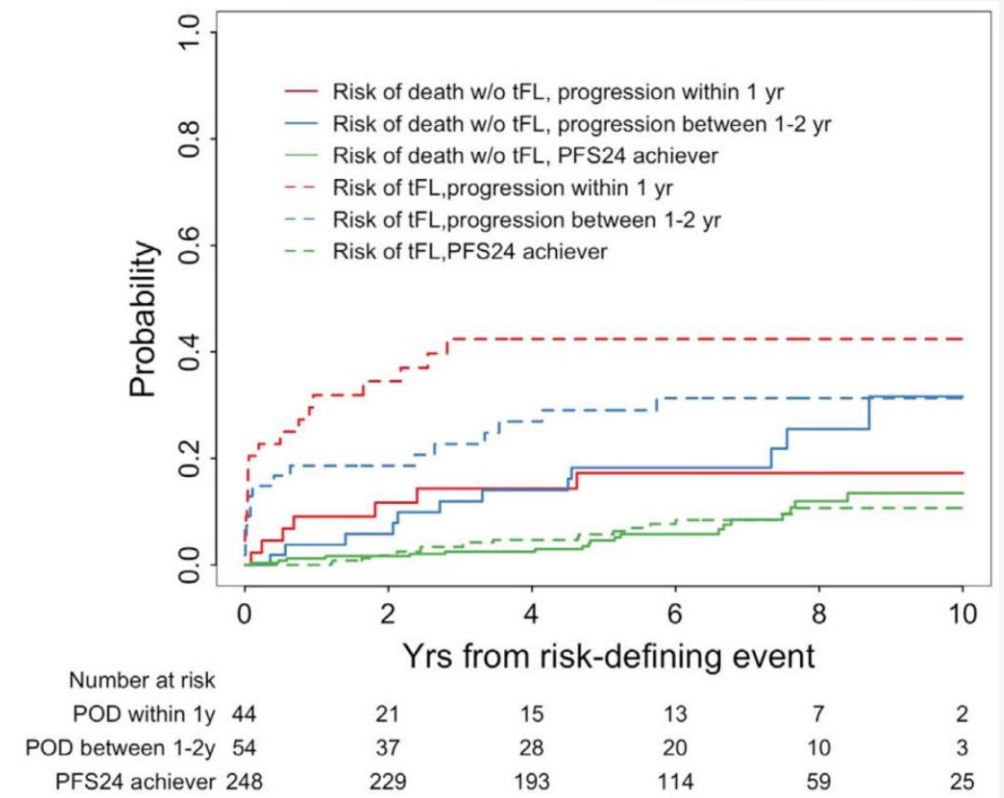 1.0
0.8
0.6
0.4
0.2
0.0
Probability
Risk of death w/o tFL, progression within 1 yr
Risk of death w/o tFL, progression between 1-2 yr
Risk of death w/o tFL, PFS24 achiever
Risk of tFL,progression within 1 yr
Risk of tFL,progression between 1-2 yr
Risk of tFL,PFS24 achiever
0 2 4 6 8 10
Yrs from risk-defining event
Number at risk
POD within 1y 44 21 15 13 7 2
POD between 1-2y 54 37 28 20 10 3
PFS24 achiever 248 229 193 114 59 25